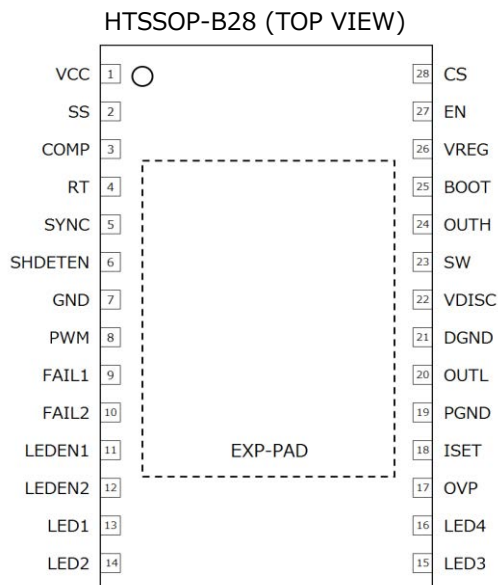 HTSSOP-B28 (TOP VIEW)
VCC 1 28 CS
SS 2 27 EN
COMP 3 26 VREG
RT 4 25 BOOT
SYNC 5 24 OUTH
SHDETEN 6 23 SW
GND 7 22 VDISC
PWM 8 21 DGND
FAIL1 9 20 OUTL
FAIL2 10 19 PGND
LEDEN1 11 EXP-PAD 18 ISET
LEDEN2 12 17 OVP
LED1 13 16 LED4
LED2 14 15 LED3